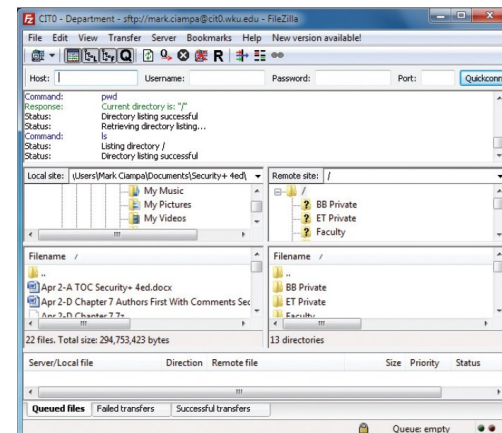 CIT0 - Department - sftp://mark.ciampa@cit0.wku.edu - FileZilla
File Edit View Transfer Server Bookmarks Help New version available!
Host: Username: Password: Port: Quickconn
Command: pwd
Response: Current directory is: "/"
Status: Directory listing successful
Status: Retrieving directory listing...
Command: ls
Status: Listing directory /
Status: Directory listing successful
Local site: \Users\Mark Ciampa\Documents\Security+ 4ed\
Remote site: /
My Music
My Pictures
My Videos
/
BB Private
ET Private
Faculty
Filename /
..
Apr 2-A TOC Security+ 4ed.docx
Apr 2-D Chapter 7 Authors First With Comments Sec
Apr 2-D Chapter 7.7z
22 files. Total size: 294,753,423 bytes
Filename /
..
BB Private
ET Private
Faculty
13 directories
Server/Local file Direction Remote file Size Priority Status
Queued files Failed transfers Successful transfers
Queue: empty